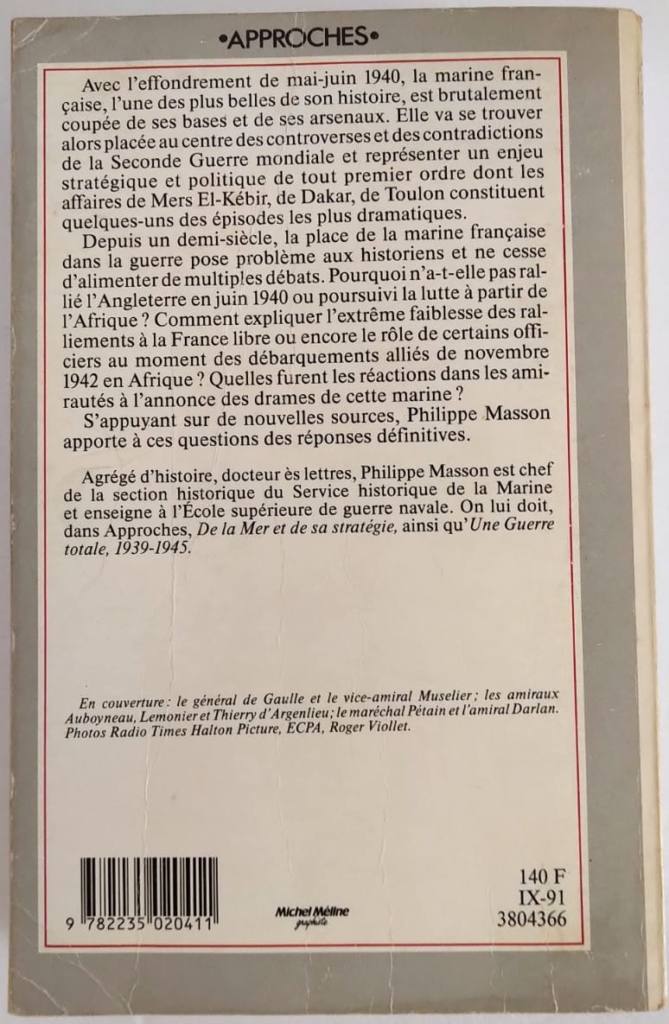 •APPROCHES•
Avec l'effondrement de mai-juin 1940, la marine fran-
çaise, l'une des plus belles de son histoire, est brutalement
coupée de ses bases et de ses arsenaux. Elle va se trouver
alors placée au centre des controverses et des contradictions
de la Seconde Guerre mondiale et représenter un enjeu
stratégique et politique de tout premier ordre dont les
affaires de Mers El-Kébir, de Dakar, de Toulon constituent
quelques-uns des épisodes les plus dramatiques.
Depuis un demi-siècle, la place de la marine française
dans la guerre pose problème aux historiens et ne cesse
d'alimenter de multiples débats. Pourquoi n'a-t-elle pas ral-
lié l'Angleterre en juin 1940 ou poursuivi la lutte à partir de
l'Afrique ? Comment expliquer l'extrême faiblesse des ral-
liements à la France libre ou encore le rôle de certains offi-
ciers au moment des débarquements alliés de novembre
1942 en Afrique ? Quelles furent les réactions dans les ami-
rautés à l'annonce des drames de cette marine ?
S'appuyant sur de nouvelles sources, Philippe Masson
apporte à ces questions des réponses définitives.
Agrégé d'histoire, docteur ès lettres, Philippe Masson est chef
de la section historique du Service historique de la Marine
et enseigne à l'École supérieure de guerre navale. On lui doit,
dans Approches, De la Mer et de sa stratégie, ainsi qu'Une Guerre
totale, 1939-1945.
En couverture : le général de Gaulle et le vice-amiral Muselier ; les amiraux
Auboyneau, Lemonier et Thierry d'Argenlieu ; le maréchal Pétain et l'amiral Darlan.
Photos Radio Times Halton Picture, ECPA, Roger Viollet.
140 F
IX-91
3804366
Michel Méline
graphiste
9 782235 020411